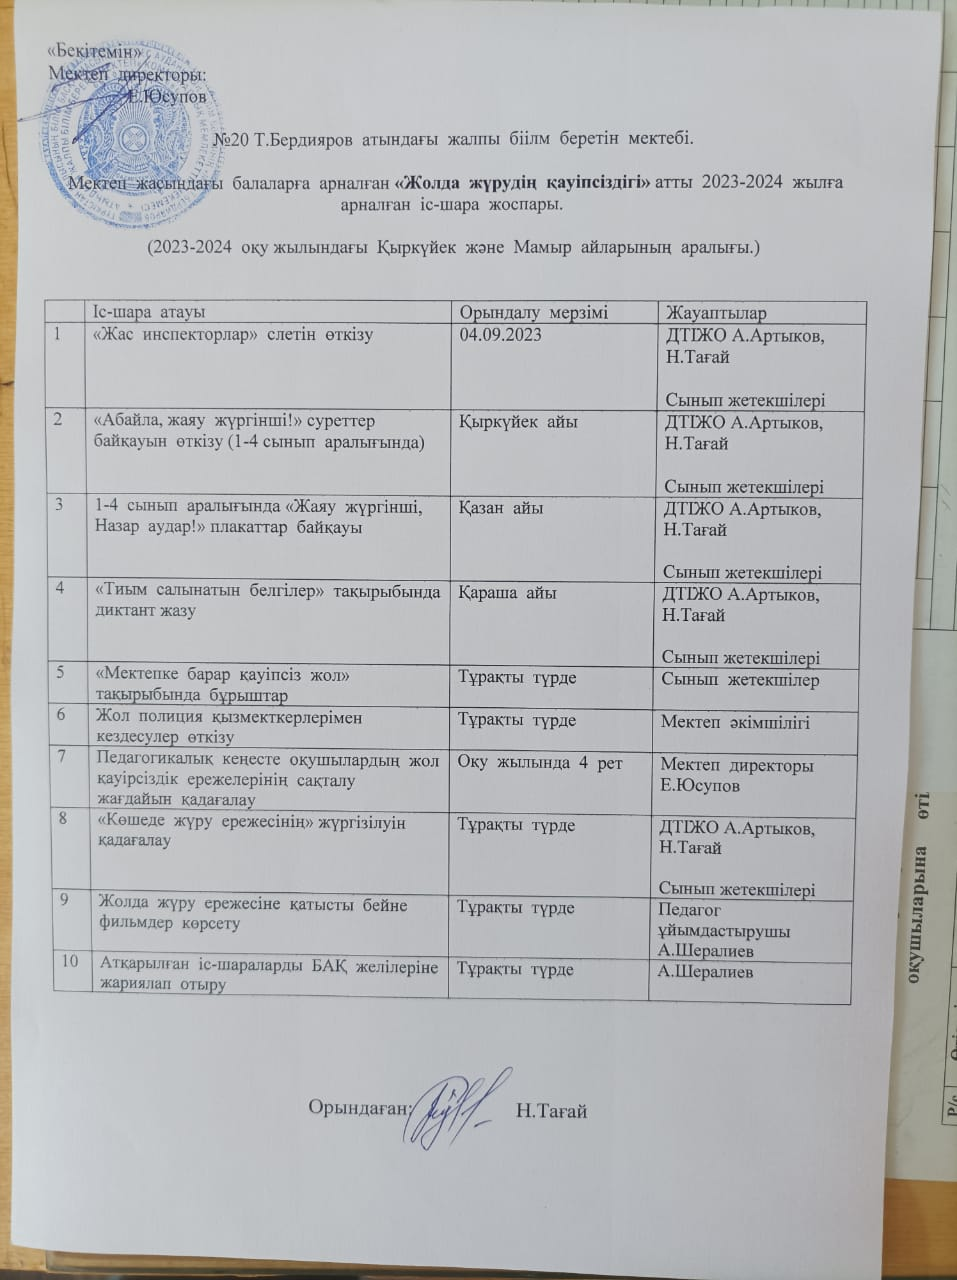 «Бекітемін»
Мектеп директоры:
Е.Юсупов
№20 Т.Бердияров атындағы жалпы біілм беретін мектебі.
Мектеп жасындағы балаларға арналған «Жолда жүрудің қауіпсіздігі» атты 2023-2024 жылға
арналған іс-шара жоспары.
(2023-2024 оқу жылындағы Қыркүйек және Мамыр айларының аралығы.)
Іс-шара атауы Орындалу мерзімі Жауаптылар
1 «Жас инспекторлар» слетін өткізу 04.09.2023 ДТІЖО А.Артыков,
Н.Тағай
Сынып жетекшілері
2 «Абайла, жаяу жүргінші!» суреттер Қыркүйек айы ДТІЖО А.Артыков,
байқауын өткізу (1-4 сынып аралығында) Н.Тағай
Сынып жетекшілері
3 1-4 сынып аралығында «Жаяу жүргінші, Қазан айы ДТІЖО А.Артыков,
Назар аудар!» плакаттар байқауы Н.Тағай
Сынып жетекшілері
4 «Тиым салынатын белгілер» тақырыбында Қараша айы ДТІЖО А.Артыков,
диктант жазу Н.Тағай
Сынып жетекшілері
5 «Мектепке барар қауіпсіз жол» Тұрақты түрде Сынып жетекшілер
тақырыбында бұрыштар
6 Жол полиция қызмекткерлерімен Тұрақты түрде Мектеп әкімшілігі
кездесулер өткізу
7 Педагогикалық кеңесте оқушылардың жол Оқу жылында 4 рет Мектеп директоры
қауірсіздік ережелерінің сақталу Е.Юсупов
жағдайын қадағалау
8 «Көшеде жүру ережесінің» жүргізілуін Тұрақты түрде ДТІЖО А.Артыков,
қадағалау Н.Тағай
Сынып жетекшілері
9 Жолда жүру ережесіне қатысты бейне Тұрақты түрде Педагог
фильмдер көрсету ұйымдастырушы
А.Шералиев
10 Атқарылған іс-шараларды БАҚ желілеріне Тұрақты түрде А.Шералиев
жариялап отыру
Орындаған: Н.Тағай
оқушыларына өті
Р/с